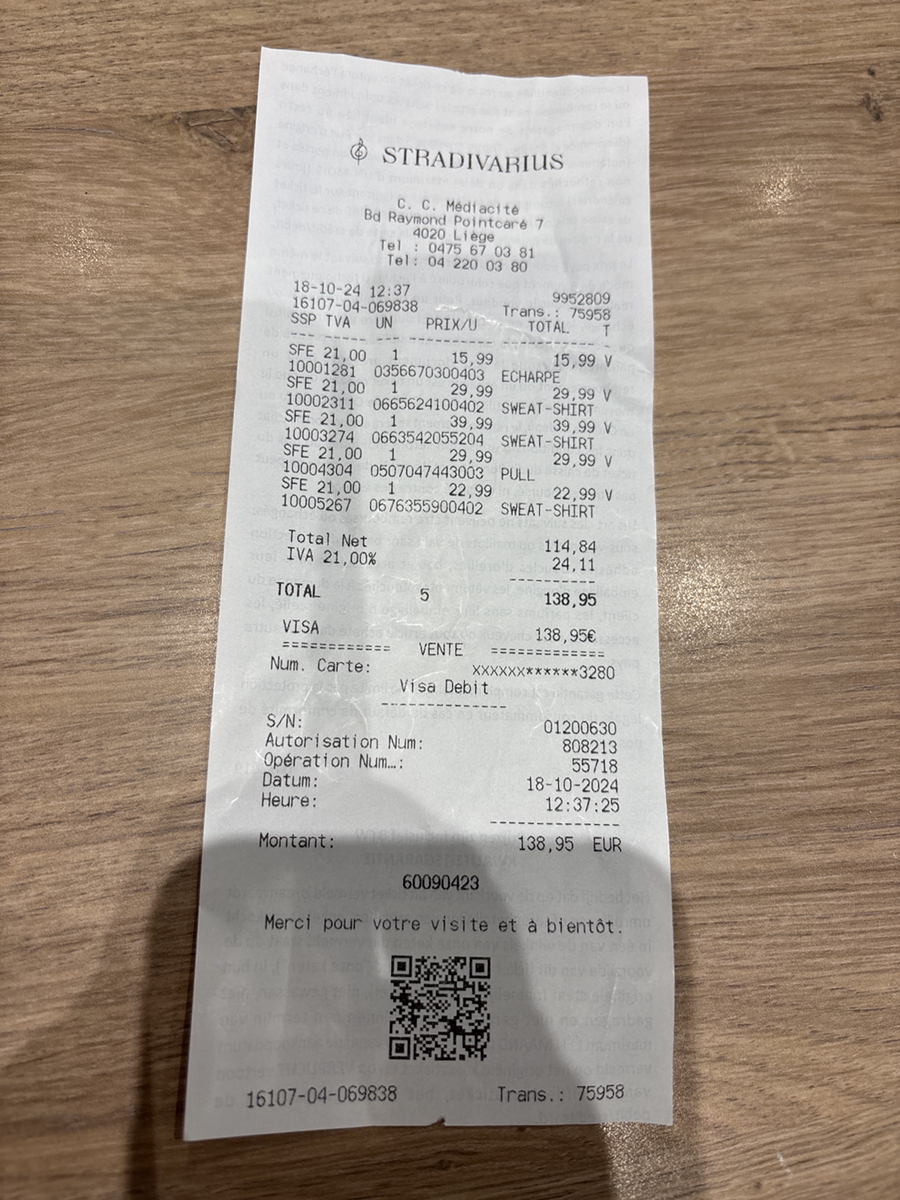 STRADIVARIUS
C. C. Médiacité
Bd Raymond Pointcaré 7
4020 Liège
Tel : 0475 67 03 81
Tel: 04 220 03 80
18-10-24 12:37 9952809
16107-04-069838 Trans.: 75958
SSP TVA UN PRIX/U TOTAL T
SFE 21,00 1 15,99 15,99 V
10001281 0356670300403 ECHARPE
SFE 21,00 1 29,99 29,99 V
10002311 0665624100402 SWEAT-SHIRT
SFE 21,00 1 39,99 39,99 V
10003274 0663542055204 SWEAT-SHIRT
SFE 21,00 1 29,99 29,99 V
10004304 0507047443003 PULL
SFE 21,00 1 22,99 22,99 V
10005267 0676355900402 SWEAT-SHIRT
Total Net 114,84
IVA 21,00% 24,11
TOTAL 5 138,95
VISA 138,95€
============ VENTE =============
Num. Carte: XXXXXX******3280
Visa Debit
S/N: 01200630
Autorisation Num: 808213
Opération Num…: 55718
Datum: 18-10-2024
Heure: 12:37:25
Montant: 138,95 EUR
60090423
Merci pour votre visite et à bientôt.
16107-04-069838 Trans.: 75958